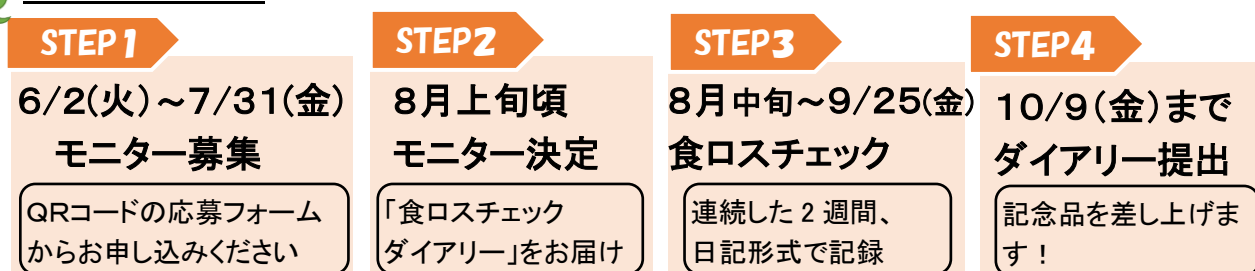 STEP1
6/2(火)~7/31(金)
モニター募集
QRコードの応募フォーム
からお申し込みください
STEP2
8月上旬頃
モニター決定
「食ロスチェック
ダイアリー」をお届け
STEP3
8月中旬~9/25(金)
食ロスチェック
連続した2週間、
日記形式で記録
STEP4
10/9(金)まで
ダイアリー提出
記念品を差し上げま
す!